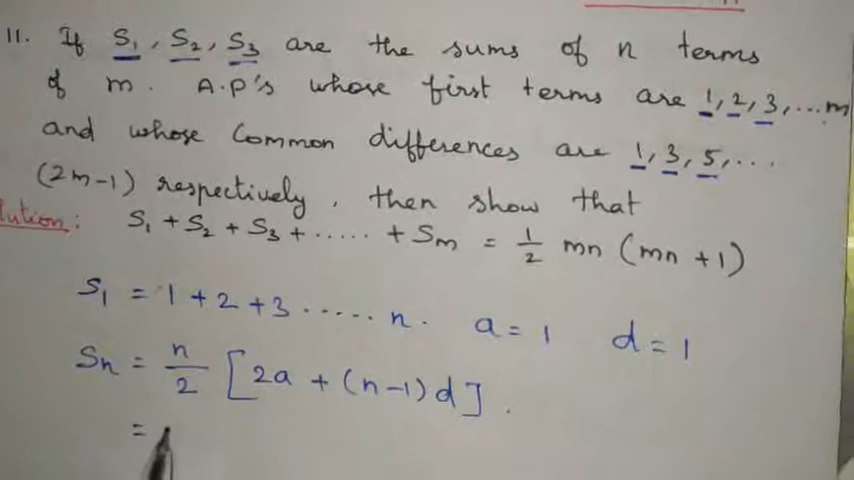 11. If S₁, S₂, S₃ are the sums of n terms
of m. A.P's whose first terms are 1, 2, 3, ... m
and whose Common differences are 1, 3, 5, ...
(2m-1) respectively, then show that
lution: S₁ + S₂ + S₃ + ..... + Sm = 1/2 mn (mn + 1)
S₁ = 1 + 2 + 3 ..... n. a = 1 d = 1
Sn = n/2 [2a + (n-1)d].
=